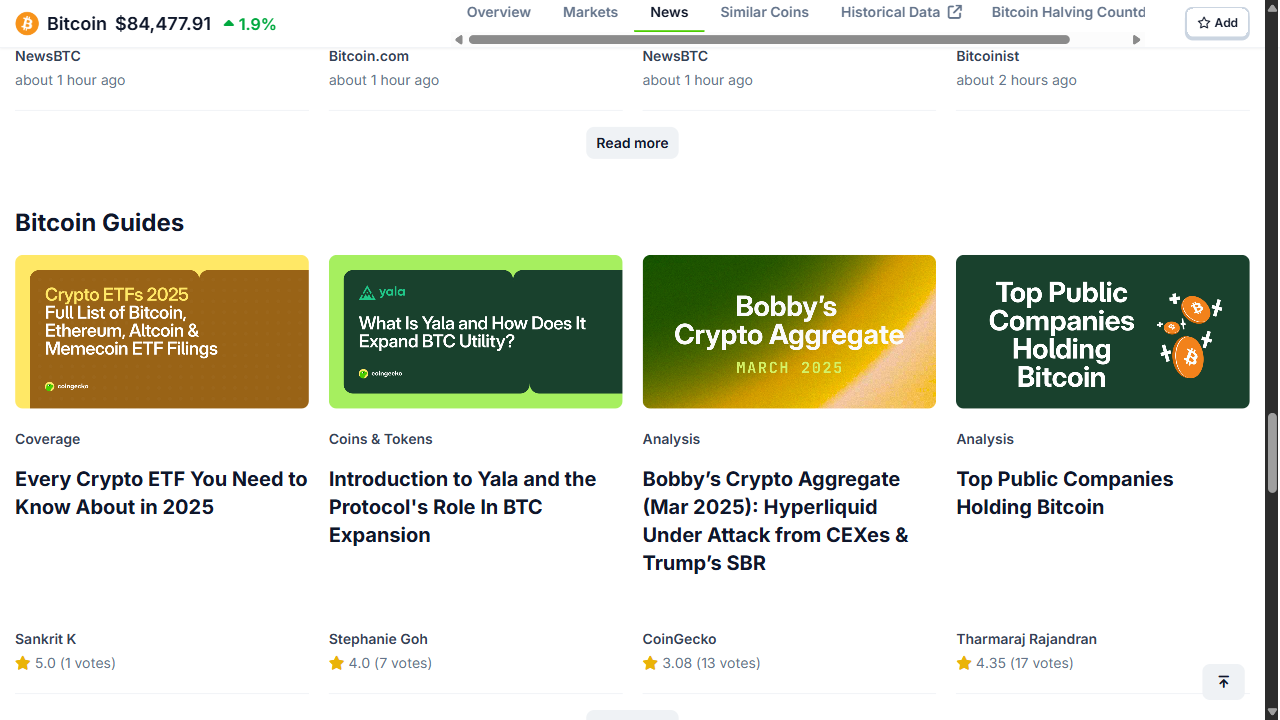 Bitcoin $84,477.91 1.9%
Overview Markets News Similar Coins Historical Data Bitcoin Halving Countd
Add
NewsBTC
about 1 hour ago
Bitcoin.com
about 1 hour ago
NewsBTC
about 1 hour ago
Bitcoinist
about 2 hours ago
Read more
Bitcoin Guides
Crypto ETFs 2025
Full List of Bitcoin,
Ethereum, Altcoin &
Memecoin ETF Filings
coingecko
Coverage
Every Crypto ETF You Need to
Know About in 2025
Sankrit K
5.0 (1 votes)
yala
What Is Yala and How Does It
Expand BTC Utility?
coingecko
Coins & Tokens
Introduction to Yala and the
Protocol's Role In BTC
Expansion
Stephanie Goh
4.0 (7 votes)
Bobby's
Crypto Aggregate
MARCH 2025
Analysis
Bobby's Crypto Aggregate
(Mar 2025): Hyperliquid
Under Attack from CEXes &
Trump's SBR
CoinGecko
3.08 (13 votes)
Top Public
Companies
Holding
Bitcoin
Analysis
Top Public Companies
Holding Bitcoin
Tharmaraj Rajandran
4.35 (17 votes)